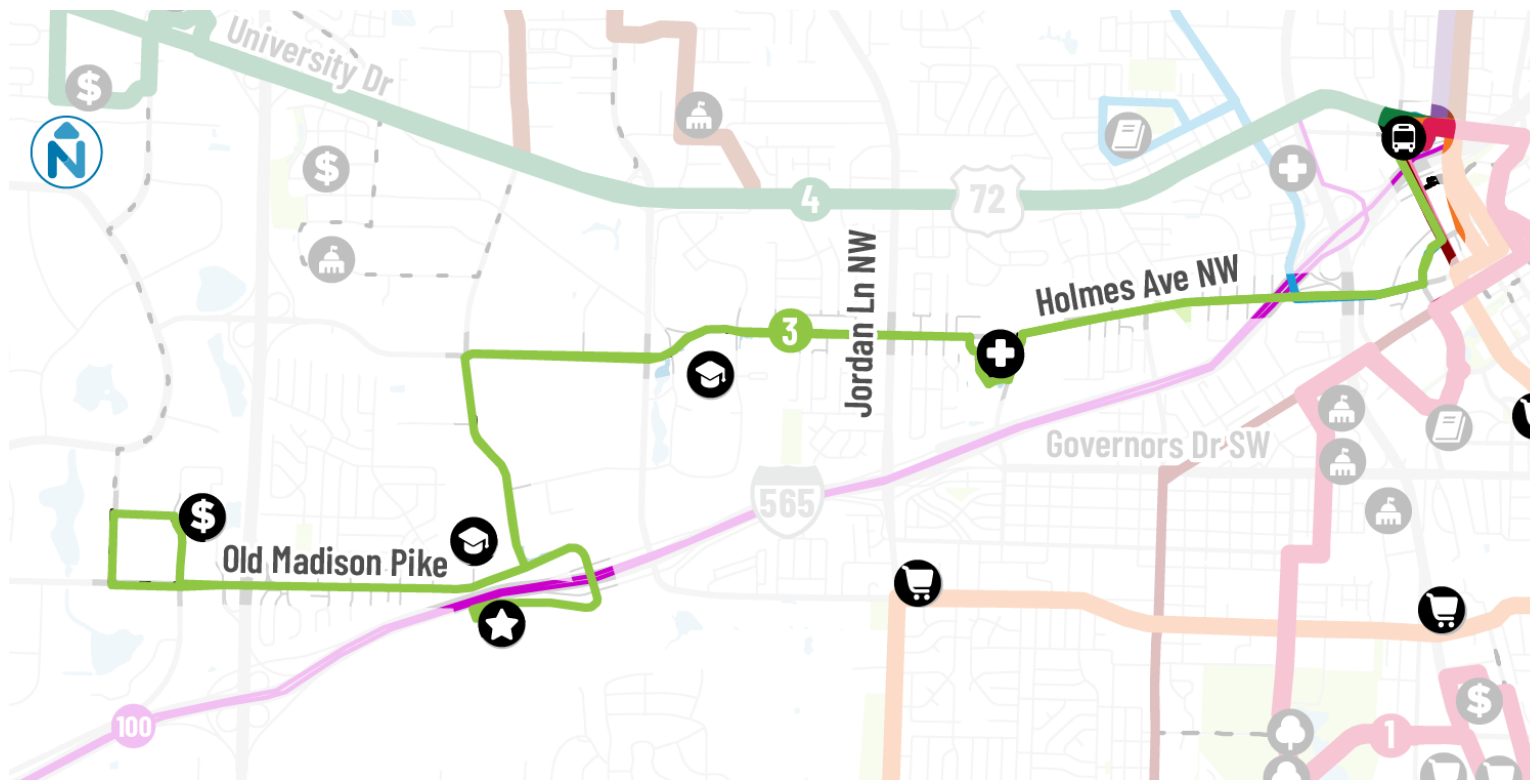 University Dr
$
N
$
4
72
Jordan Ln NW
Holmes Ave NW
3
Governors Dr SW
565
$
Old Madison Pike
100
$
1